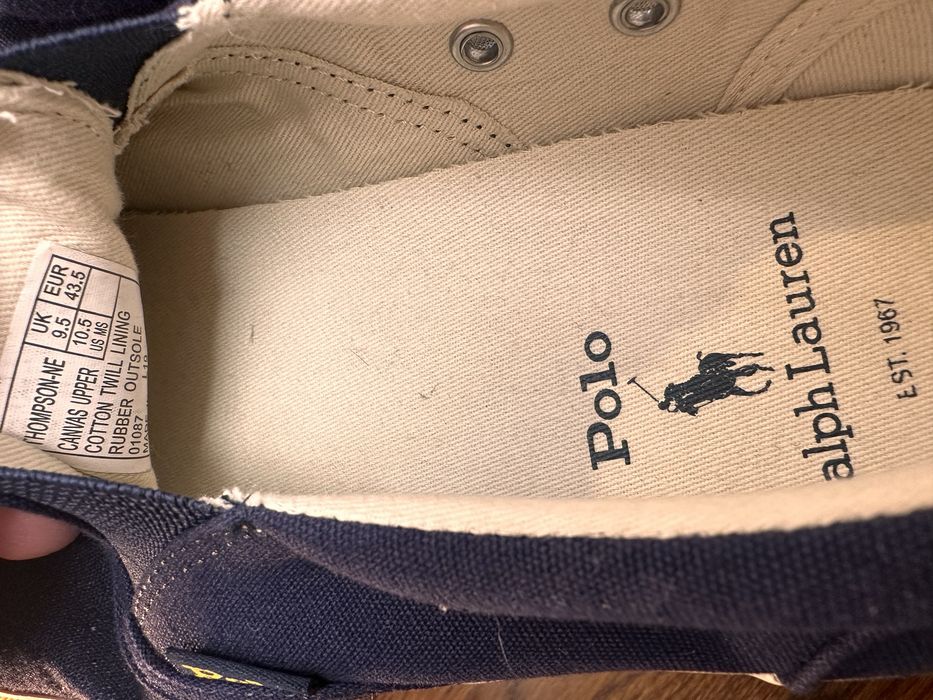 UK EUR
9.5 43.5
10.5
US MS
HOMPSON-NE
CANVAS UPPER
COTTON TWILL LINING
RUBBER OUTSOLE
01087
Polo
alph Lauren
EST. 1967